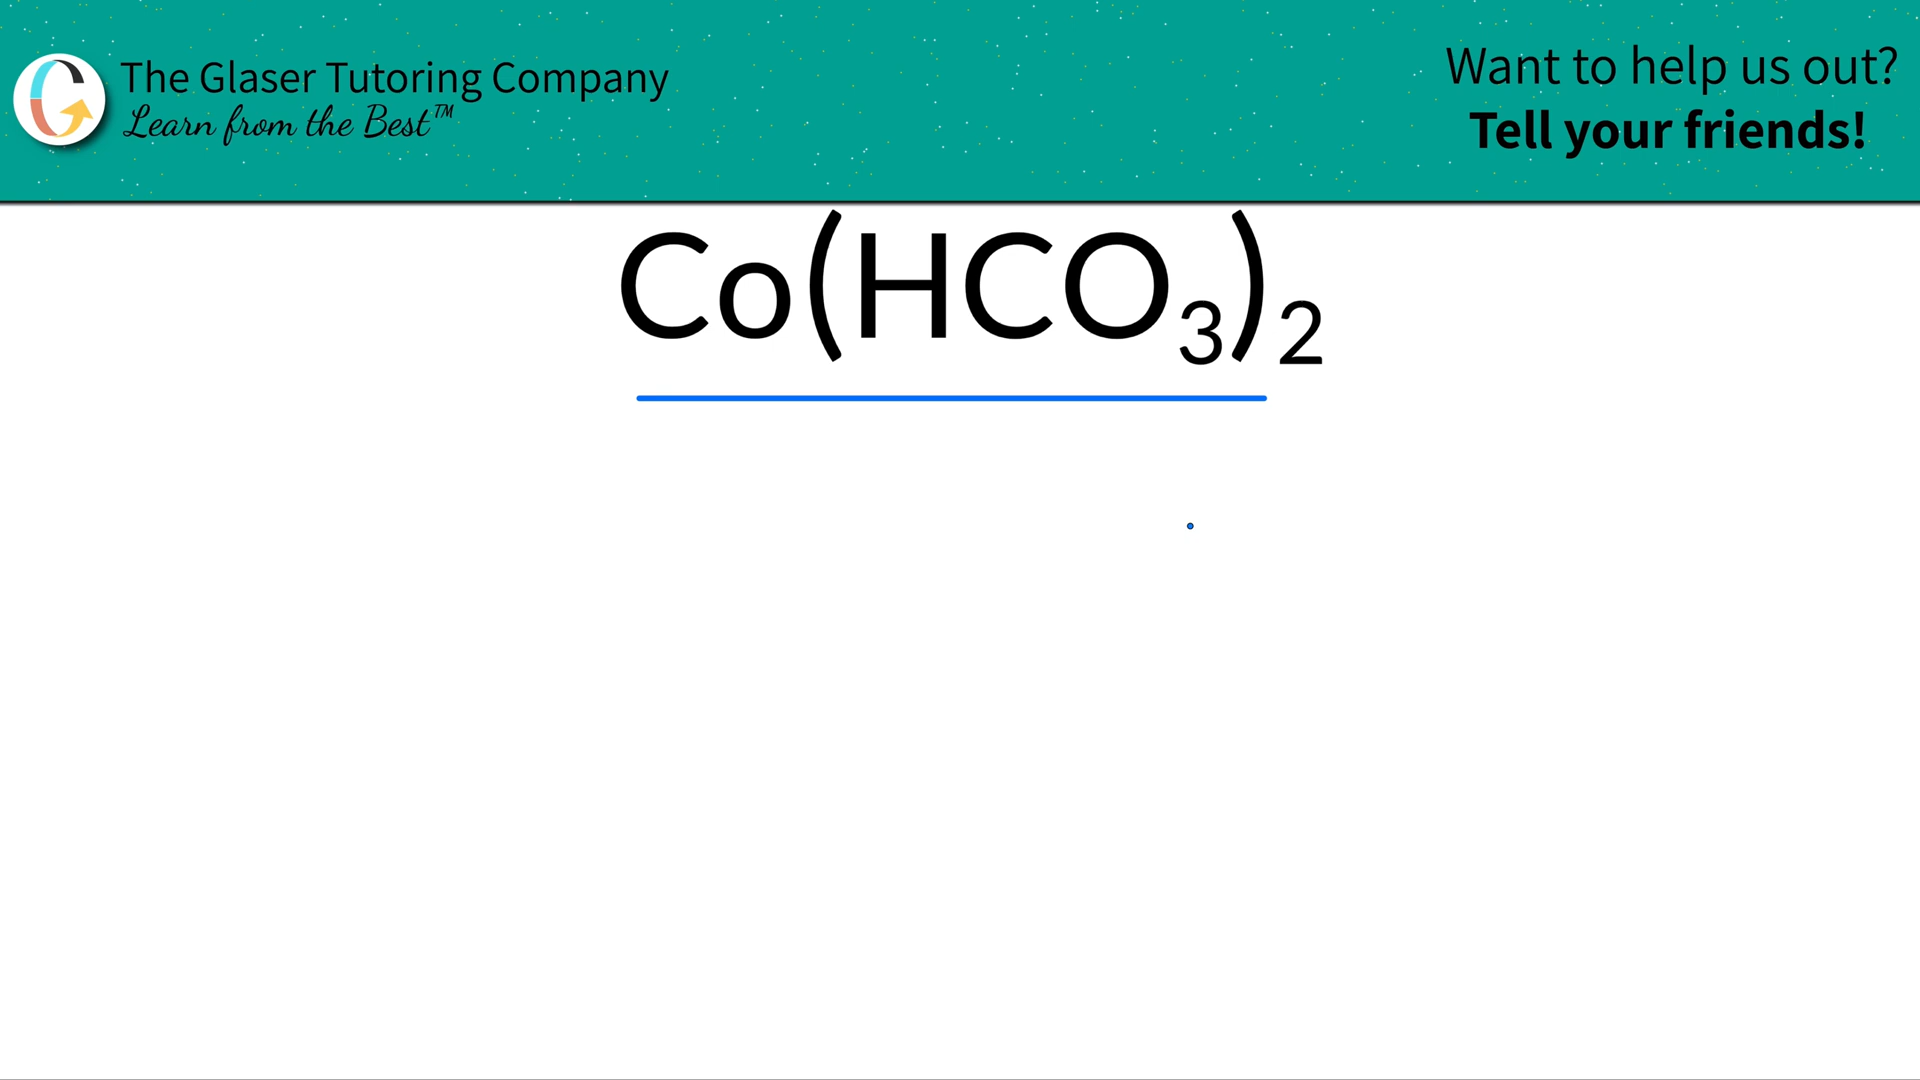 The Glaser Tutoring Company
Learn from the Best™
Want to help us out?
Tell your friends!
Co(HCO₃)₂